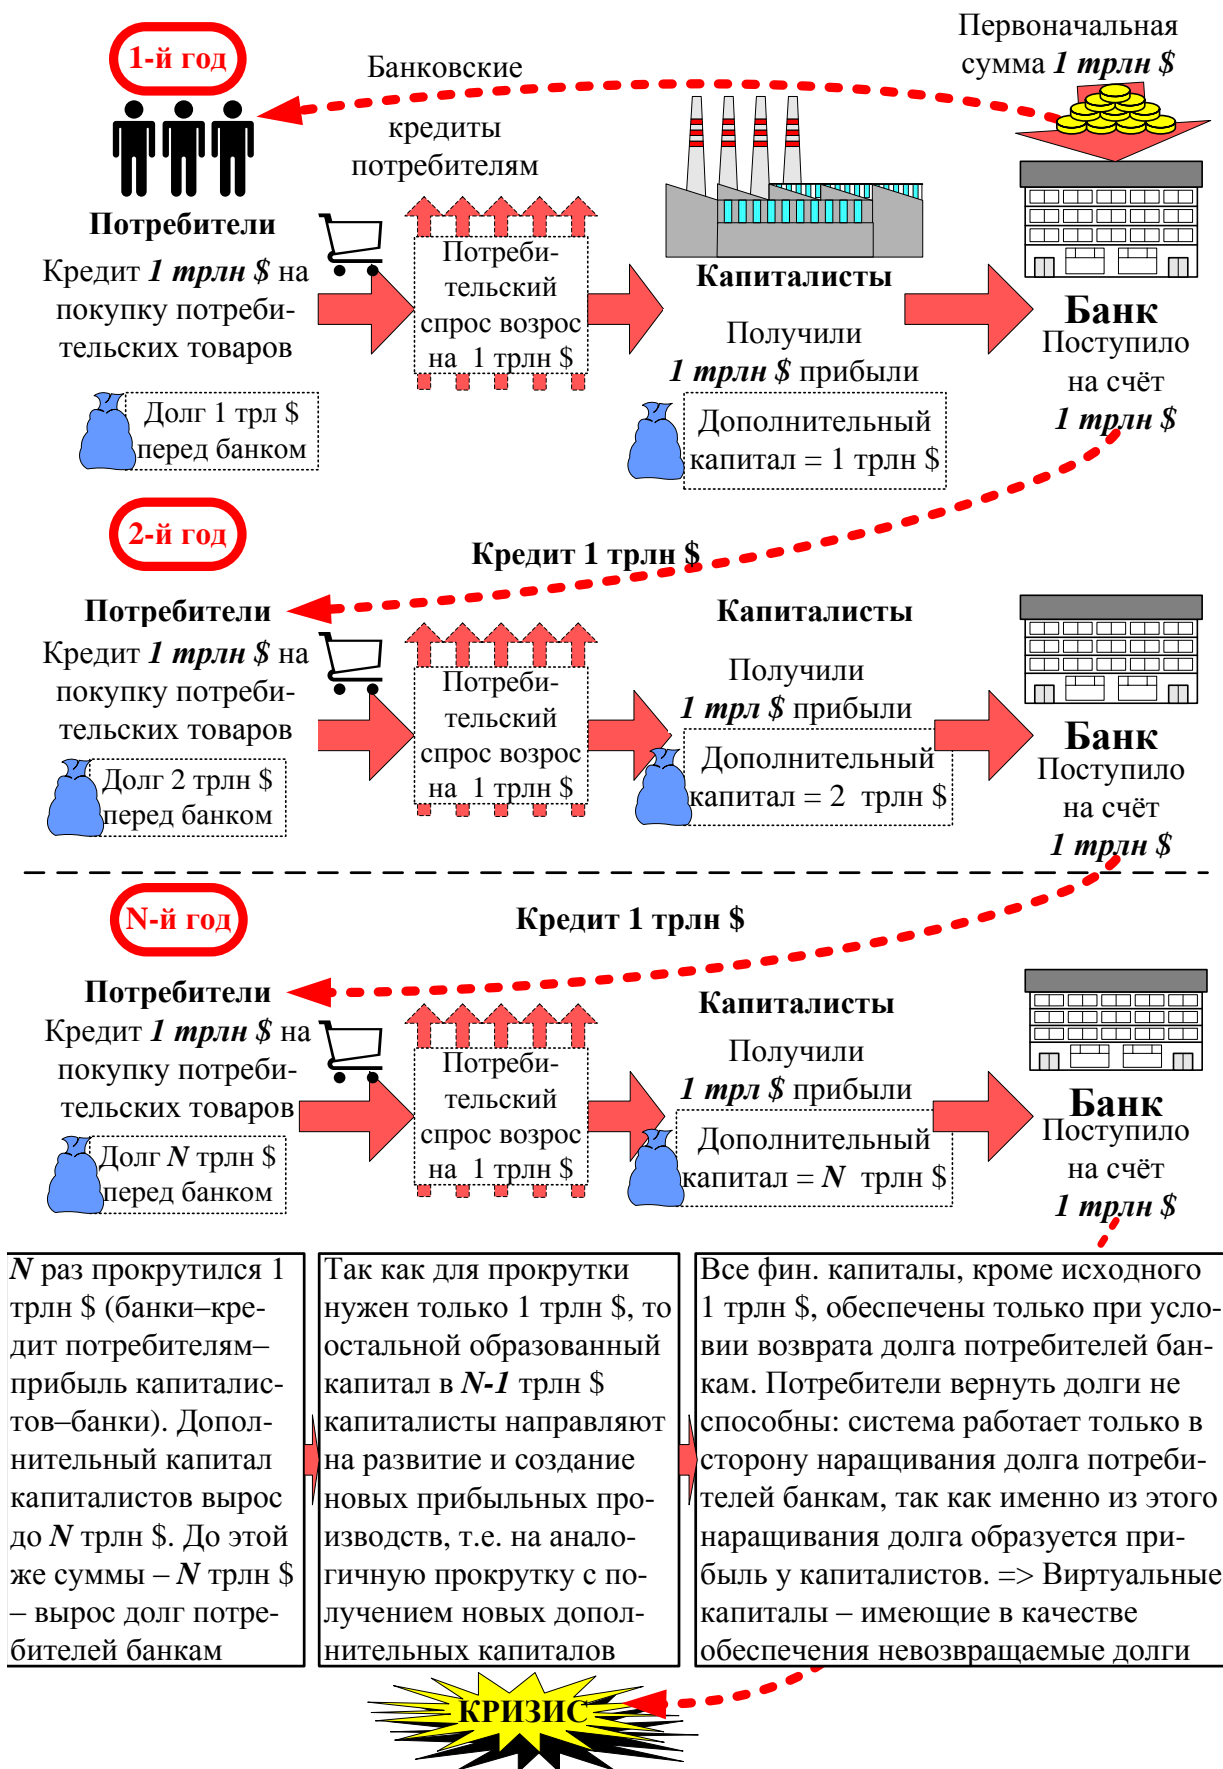 1-й год
Первоначальная
сумма 1 трлн $
Банковские
кредиты
потребителям
Потребители
Кредит 1 трлн $ на
покупку потреби-
тельских товаров
Долг 1 трл $
перед банком
Потреби-
тельский
спрос возрос
на 1 трлн $
Капиталисты
Получили
1 трлн $ прибыли
Дополнительный
капитал = 1 трлн $
Банк
Поступило
на счёт
1 трлн $
2-й год
Кредит 1 трлн $
Потребители
Кредит 1 трлн $ на
покупку потреби-
тельских товаров
Долг 2 трлн $
перед банком
Потреби-
тельский
спрос возрос
на 1 трлн $
Капиталисты
Получили
1 трл $ прибыли
Дополнительный
капитал = 2 трлн $
Банк
Поступило
на счёт
1 трлн $
N-й год
Кредит 1 трлн $
Потребители
Кредит 1 трлн $ на
покупку потреби-
тельских товаров
Долг N трлн $
перед банком
Потреби-
тельский
спрос возрос
на 1 трлн $
Капиталисты
Получили
1 трл $ прибыли
Дополнительный
капитал = N трлн $
Банк
Поступило
на счёт
1 трлн $
N раз прокрутился 1
трлн $ (банки–кре-
дит потребителям–
прибыль капиталис-
тов–банки). Допол-
нительный капитал
капиталистов вырос
до N трлн $. До этой
же суммы – N трлн $
– вырос долг потре-
бителей банкам
Так как для прокрутки
нужен только 1 трлн $, то
остальной образованный
капитал в N-1 трлн $
капиталисты направляют
на развитие и создание
новых прибыльных про-
изводств, т.е. на анало-
гичную прокрутку с по-
лучением новых допол-
нительных капиталов
Все фин. капиталы, кроме исходного
1 трлн $, обеспечены только при усло-
вии возврата долга потребителей бан-
кам. Потребители вернуть долги не
способны: система работает только в
сторону наращивания долга потреби-
телей банкам, так как именно из этого
наращивания долга образуется при-
быль у капиталистов. => Виртуальные
капиталы – имеющие в качестве
обеспечения невозвращаемые долги
КРИЗИС